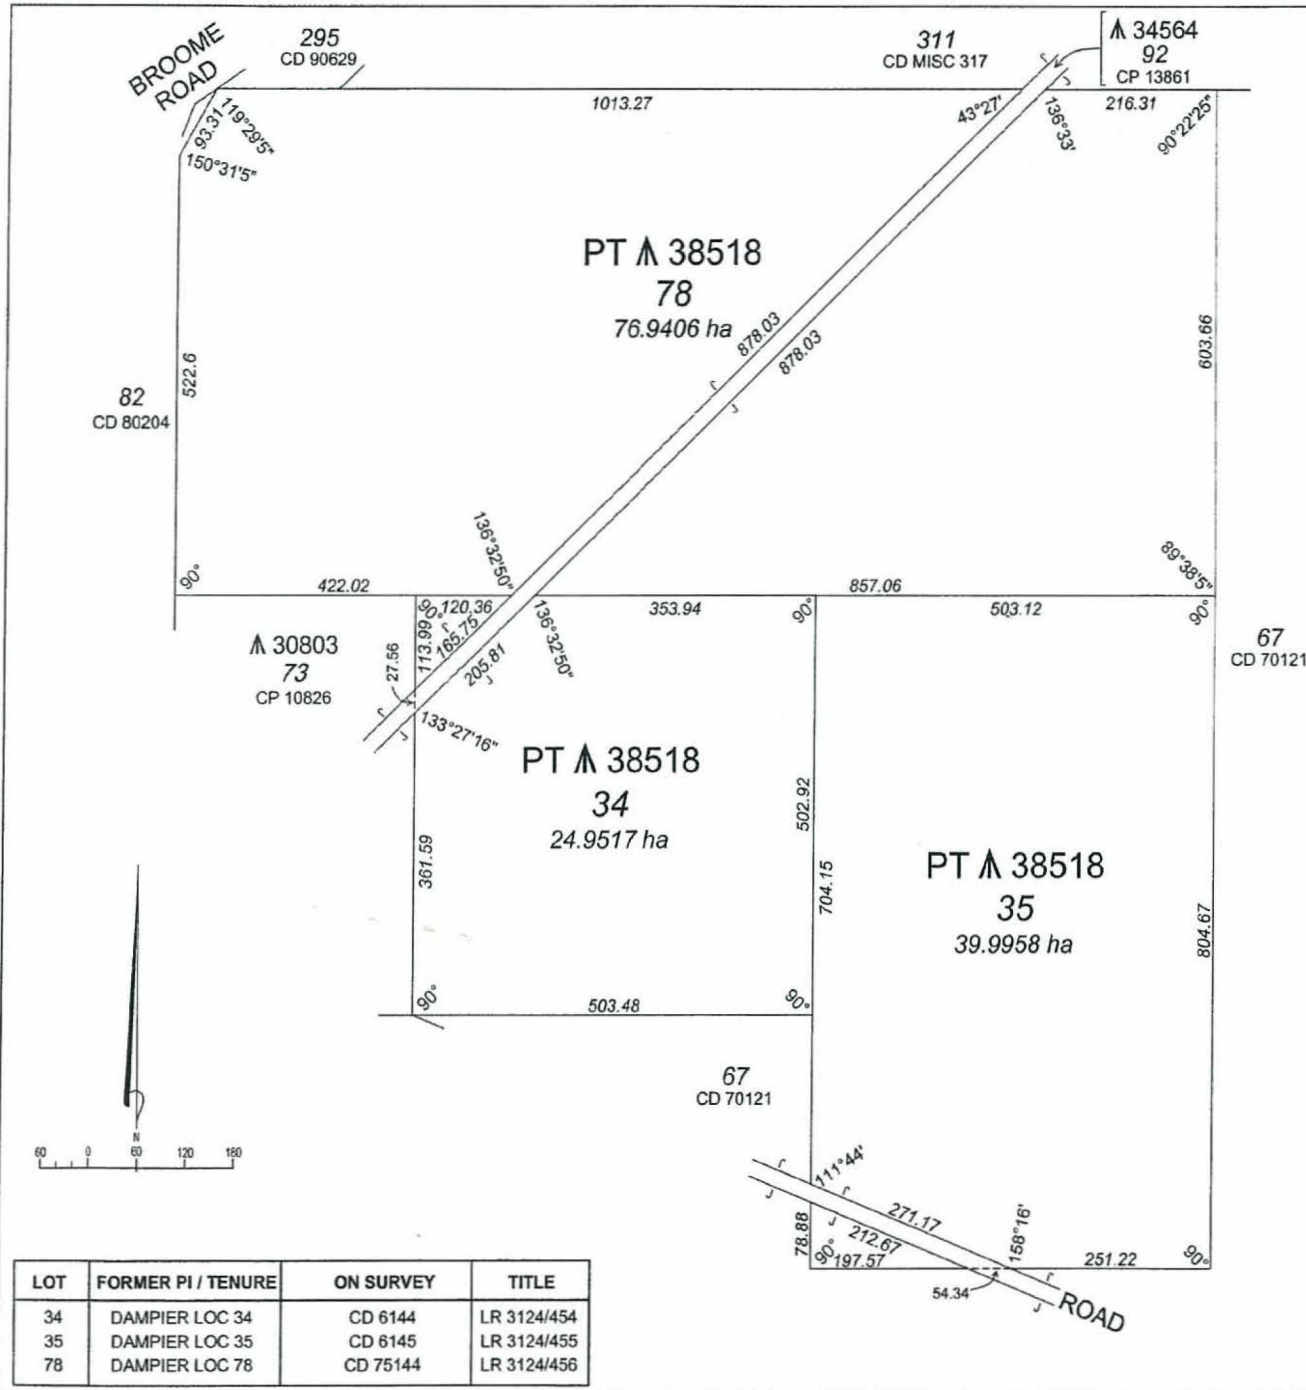 BROOME
ROAD
295
CD 90629
311
CD MISC 317
34564
92
CP 13861
1013.27
216.31
43°27'
136°33'
90°22'25"
93.31
119°29'5"
150°31'5"
PT 38518
78
76.9406 ha
878.03
878.03
603.66
522.6
82
CD 80204
136°32'50"
89°38'5"
90°
422.02
857.06
90°
120.36
353.94
90°
503.12
90°
136°32'50"
113.99
165.75
205.81
27.56
30803
73
CP 10826
67
CD 70121
133°27'16"
PT 38518
34
24.9517 ha
502.92
361.59
704.15
PT 38518
35
39.9958 ha
804.67
90°
503.48
90°
67
CD 70121
N
60 0 60 120 180
111°44'
271.17
158°16'
78.88
212.67
90°
197.57
251.22
90°
54.34
ROAD
LOT FORMER PI / TENURE ON SURVEY TITLE
34 DAMPIER LOC 34 CD 6144 LR 3124/454
35 DAMPIER LOC 35 CD 6145 LR 3124/455
78 DAMPIER LOC 78 CD 75144 LR 3124/456